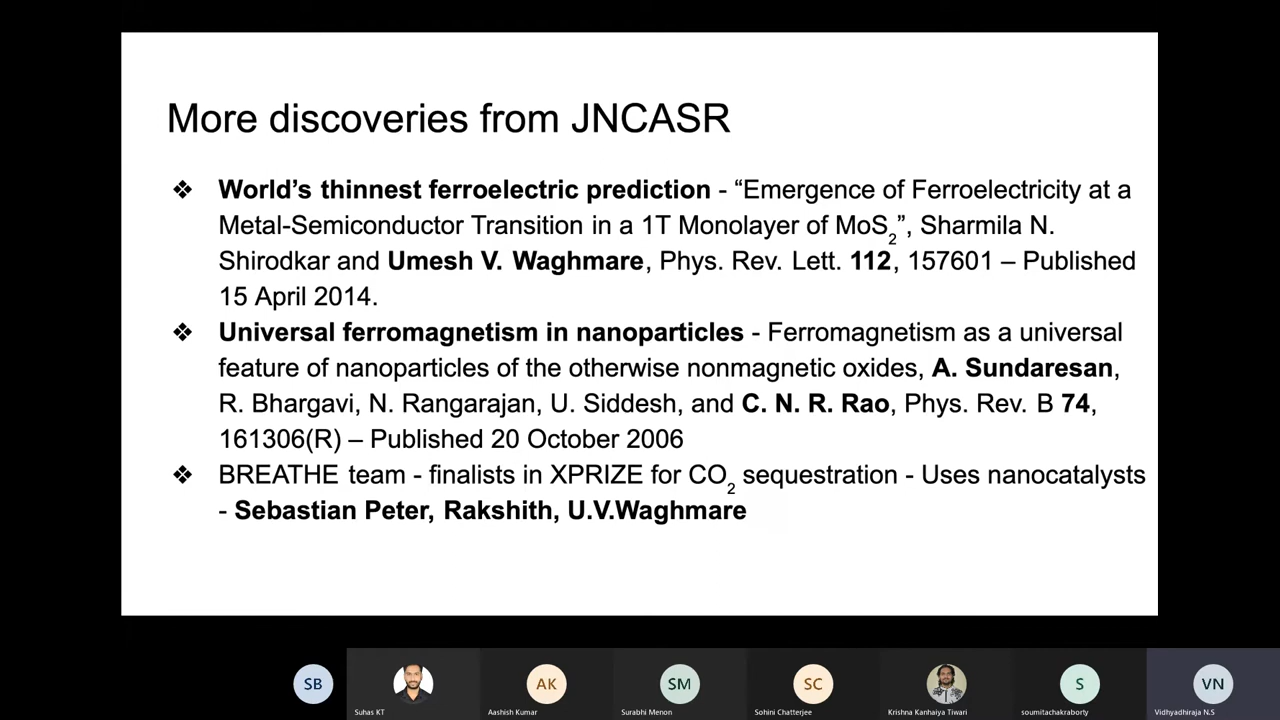 More discoveries from JNCASR
❖ World’s thinnest ferroelectric prediction - “Emergence of Ferroelectricity at a
Metal-Semiconductor Transition in a 1T Monolayer of MoS2”, Sharmila N.
Shirodkar and Umesh V. Waghmare, Phys. Rev. Lett. 112, 157601 – Published
15 April 2014.
❖ Universal ferromagnetism in nanoparticles - Ferromagnetism as a universal
feature of nanoparticles of the otherwise nonmagnetic oxides, A. Sundaresan,
R. Bhargavi, N. Rangarajan, U. Siddesh, and C. N. R. Rao, Phys. Rev. B 74,
161306(R) – Published 20 October 2006
❖ BREATHE team - finalists in XPRIZE for CO2 sequestration - Uses nanocatalysts
- Sebastian Peter, Rakshith, U.V.Waghmare
SB AK SM SC S VN
Suhas KT Aashish Kumar Surabhi Menon Sohini Chatterjee Krishna Kanhaiya Tiwari soumitachakraborty Vidhyadhiraja N.S